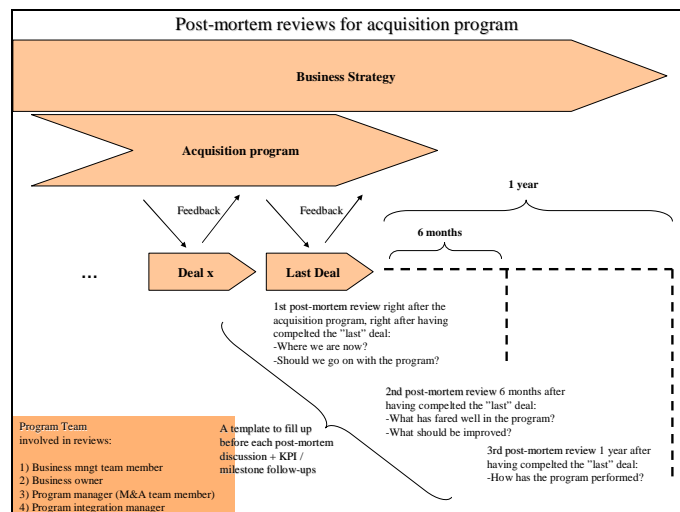 Post-mortem reviews for acquisition program
Business Strategy
Acquisition program
1 year
Feedback
Feedback
6 months
...
Deal x
Last Deal
1st post-mortem review right after the
acquisition program, right after having
compelted the ”last” deal:
-Where we are now?
-Should we go on with the program?
2nd post-mortem review 6 months after
having compelted the ”last” deal:
-What has fared well in the program?
-What should be improved?
3rd post-mortem review 1 year after
having compelted the ”last” deal:
-How has the program performed?
A template to fill up
before each post-mortem
discussion + KPI /
milestone follow-ups
Program Team
involved in reviews:
1) Business mngt team member
2) Business owner
3) Program manager (M&A team member)
4) Program integration manager